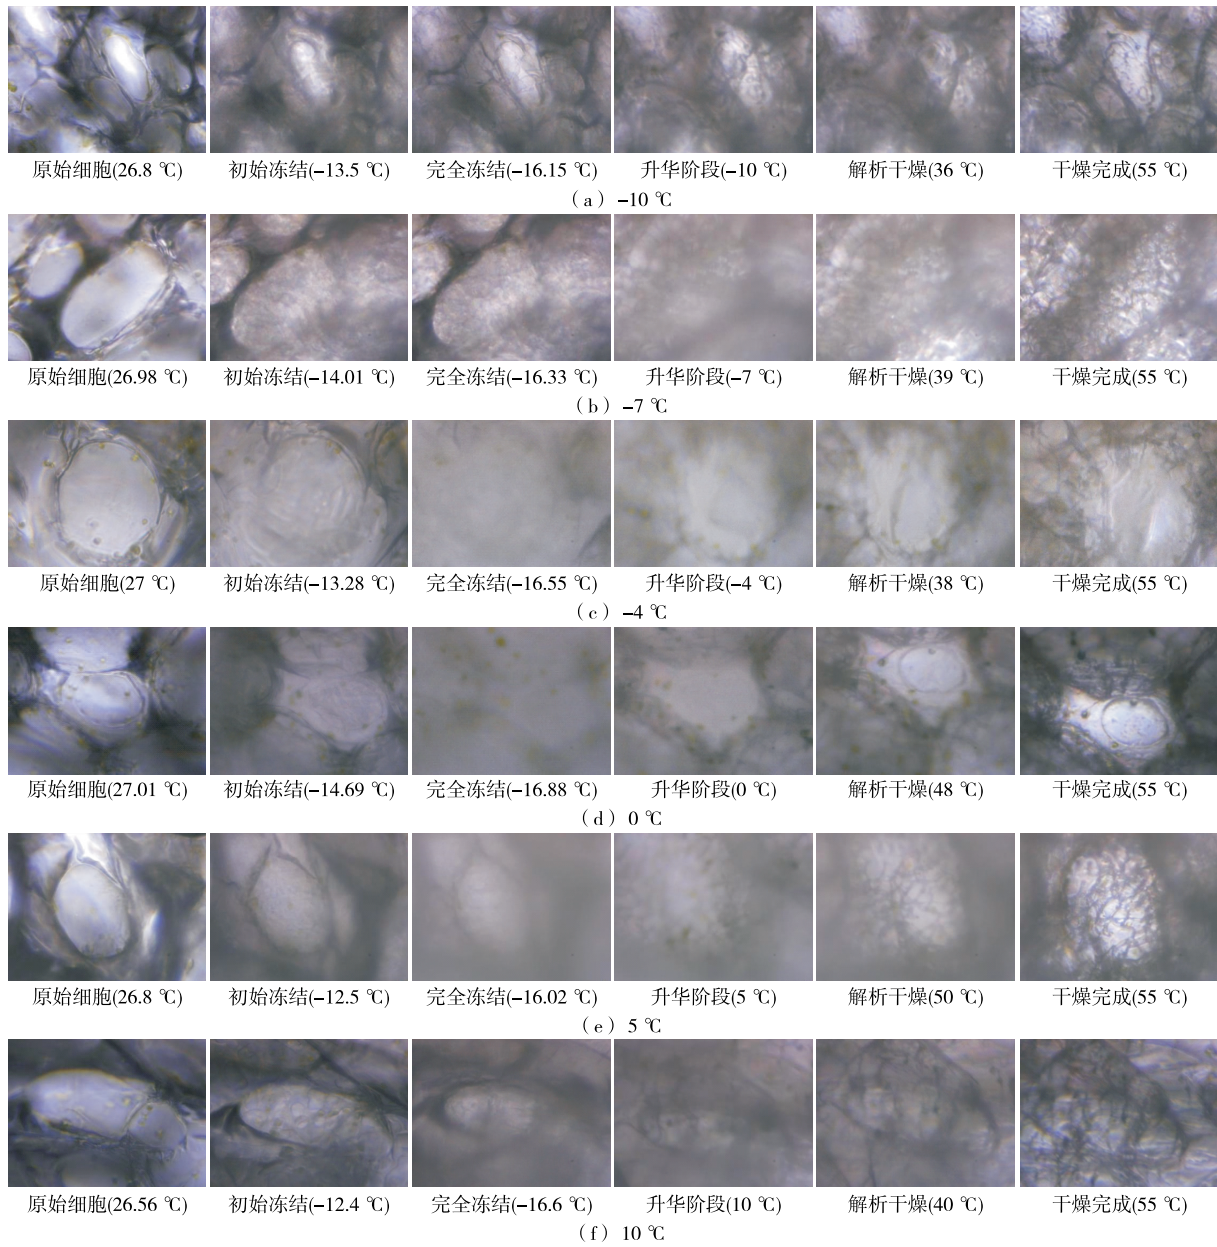 原始细胞(26.8 ℃) 初始冻结(–13.5 ℃) 完全冻结(–16.15 ℃) 升华阶段(–10 ℃) 解析干燥(36 ℃) 干燥完成(55 ℃)
（a）–10 ℃
原始细胞(26.98 ℃) 初始冻结(–14.01 ℃) 完全冻结(–16.33 ℃) 升华阶段(–7 ℃) 解析干燥(39 ℃) 干燥完成(55 ℃)
（b）–7 ℃
原始细胞(27 ℃) 初始冻结(–13.28 ℃) 完全冻结(–16.55 ℃) 升华阶段(–4 ℃) 解析干燥(38 ℃) 干燥完成(55 ℃)
（c）–4 ℃
原始细胞(27.01 ℃) 初始冻结(–14.69 ℃) 完全冻结(–16.88 ℃) 升华阶段(0 ℃) 解析干燥(48 ℃) 干燥完成(55 ℃)
（d）0 ℃
原始细胞(26.8 ℃) 初始冻结(–12.5 ℃) 完全冻结(–16.02 ℃) 升华阶段(5 ℃) 解析干燥(50 ℃) 干燥完成(55 ℃)
（e）5 ℃
原始细胞(26.56 ℃) 初始冻结(–12.4 ℃) 完全冻结(–16.6 ℃) 升华阶段(10 ℃) 解析干燥(40 ℃) 干燥完成(55 ℃)
（f）10 ℃